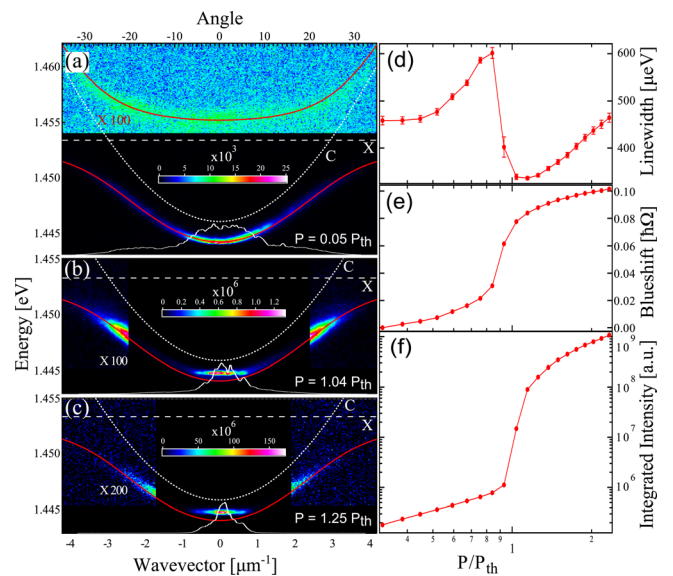 Angle
-30 -20 -10 0 10 20 30
(a)
1.460
1.455
1.450
1.445
X 100
X
C
x10³
0 5 10 15 20 25
P = 0.05 Pth
(b)
1.455
1.450
1.445
C
X
x10⁶
0 0.2 0.4 0.6 0.8 1.0 1.2
X 100
P = 1.04 Pth
(c)
1.455
1.450
1.445
C
X
x10⁶
0 50 100 150
X 200
P = 1.25 Pth
Energy [eV]
-4 -3 -2 -1 0 1 2 3 4
Wavevector [μm⁻¹]
(d)
600
500
400
Linewidth [μeV]
(e)
0.10
0.08
0.06
0.04
0.02
0.00
Blueshift [ħΩ]
(f)
10⁹
10⁸
10⁷
10⁶
Integrated Intensity [a.u.]
4 5 6 7 8 9 1 2
P/Pth